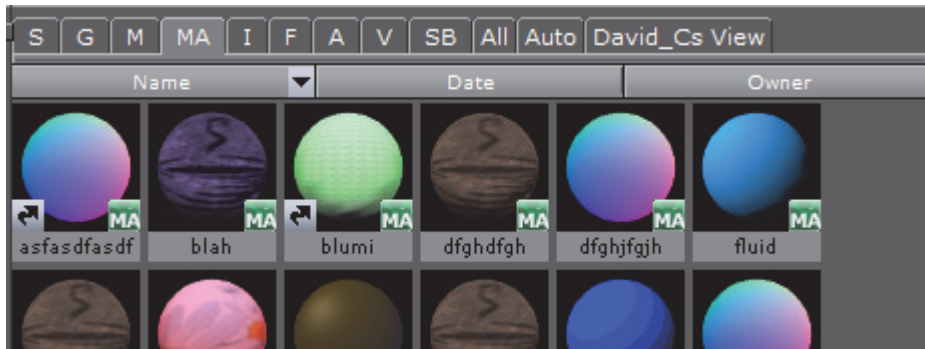 S G M MA I F A V SB All Auto David_Cs View
Name Date Owner
MA MA MA MA MA MA
asfasdfasdf blah blumi dfghdfgh dfghjfgjh fluid